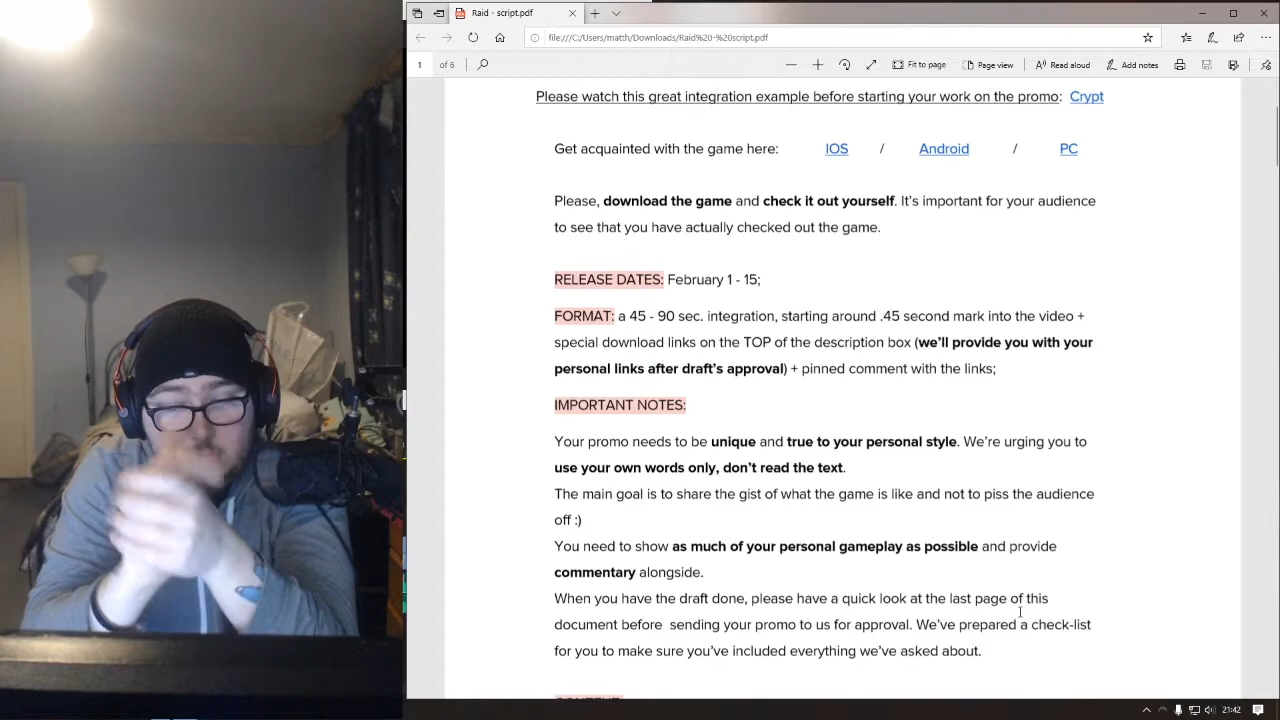 Raid - script.pdf
file:///C:/Users/matth/Downloads/Raid%20-%20script.pdf
1 of 6 Fit to page Page view Read aloud Add notes
Please watch this great integration example before starting your work on the promo: Crypt
Get acquainted with the game here: IOS / Android / PC
Please, download the game and check it out yourself. It's important for your audience
to see that you have actually checked out the game.
RELEASE DATES: February 1 - 15;
FORMAT: a 45 - 90 sec. integration, starting around .45 second mark into the video +
special download links on the TOP of the description box (we'll provide you with your
personal links after draft's approval) + pinned comment with the links;
IMPORTANT NOTES:
Your promo needs to be unique and true to your personal style. We're urging you to
use your own words only, don't read the text.
The main goal is to share the gist of what the game is like and not to piss the audience
off :)
You need to show as much of your personal gameplay as possible and provide
commentary alongside.
When you have the draft done, please have a quick look at the last page of this
document before  sending your promo to us for approval. We've prepared a check-list
for you to make sure you've included everything we've asked about.
21:42